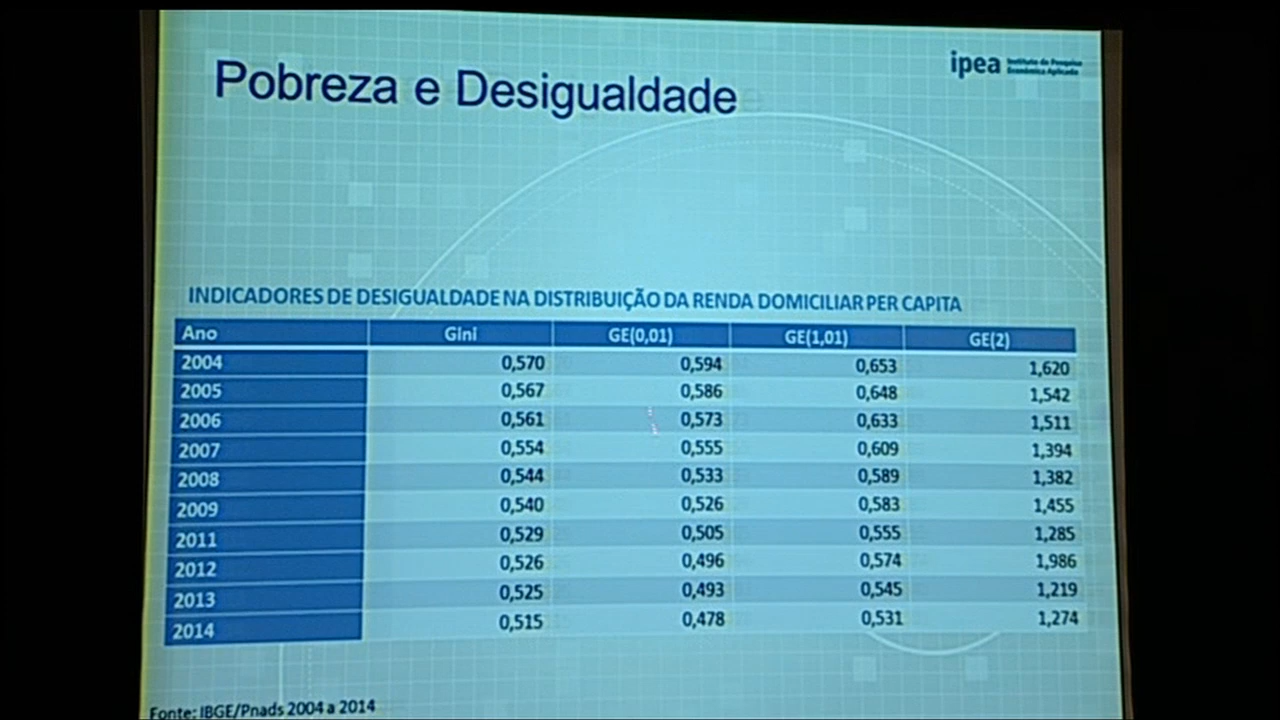 Pobreza e Desigualdade
ipea Instituto de Pesquisa
Econômica Aplicada
INDICADORES DE DESIGUALDADE NA DISTRIBUIÇÃO DA RENDA DOMICILIAR PER CAPITA
Ano Gini GE(0,01) GE(1,01) GE(2)
2004 0,570 0,594 0,653 1,620
2005 0,567 0,586 0,648 1,542
2006 0,561 0,573 0,633 1,511
2007 0,554 0,555 0,609 1,394
2008 0,544 0,533 0,589 1,382
2009 0,540 0,526 0,583 1,455
2011 0,529 0,505 0,555 1,285
2012 0,526 0,496 0,574 1,986
2013 0,525 0,493 0,545 1,219
2014 0,515 0,478 0,531 1,274
Fonte: IBGE/Pnads 2004 a 2014